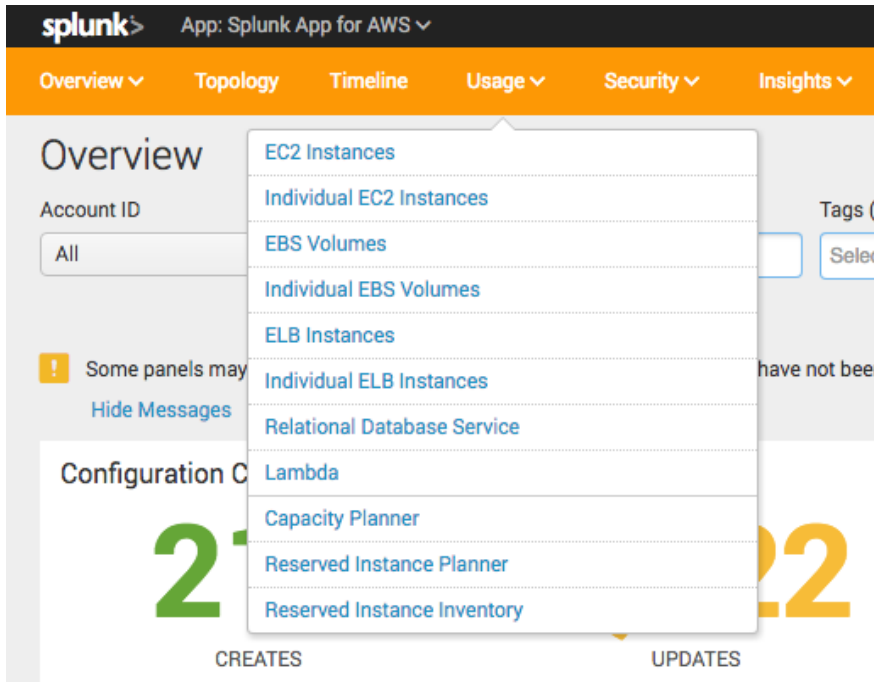 splunk> App: Splunk App for AWS
Overview Topology Timeline Usage Security Insights
Overview
Account ID
All
Tags (
Selec
EC2 Instances
Individual EC2 Instances
EBS Volumes
Individual EBS Volumes
ELB Instances
Individual ELB Instances
Relational Database Service
Lambda
Capacity Planner
Reserved Instance Planner
Reserved Instance Inventory
! Some panels may have not bee
Hide Messages
Configuration C
CREATES
22
UPDATES